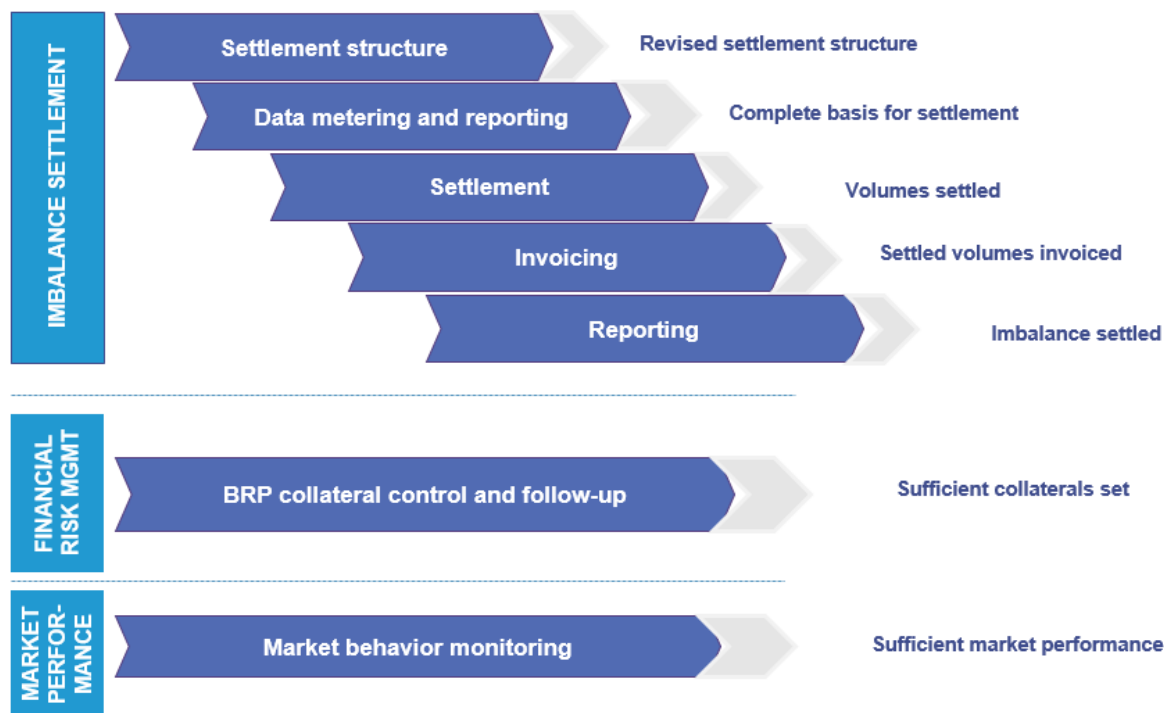 IMBALANCE SETTLEMENT
Settlement structure
Revised settlement structure
Data metering and reporting
Complete basis for settlement
Settlement
Volumes settled
Invoicing
Settled volumes invoiced
Reporting
Imbalance settled
FINANCIAL
RISK MGMT
BRP collateral control and follow-up
Sufficient collaterals set
MARKET
PERFOR-
MANCE
Market behavior monitoring
Sufficient market performance